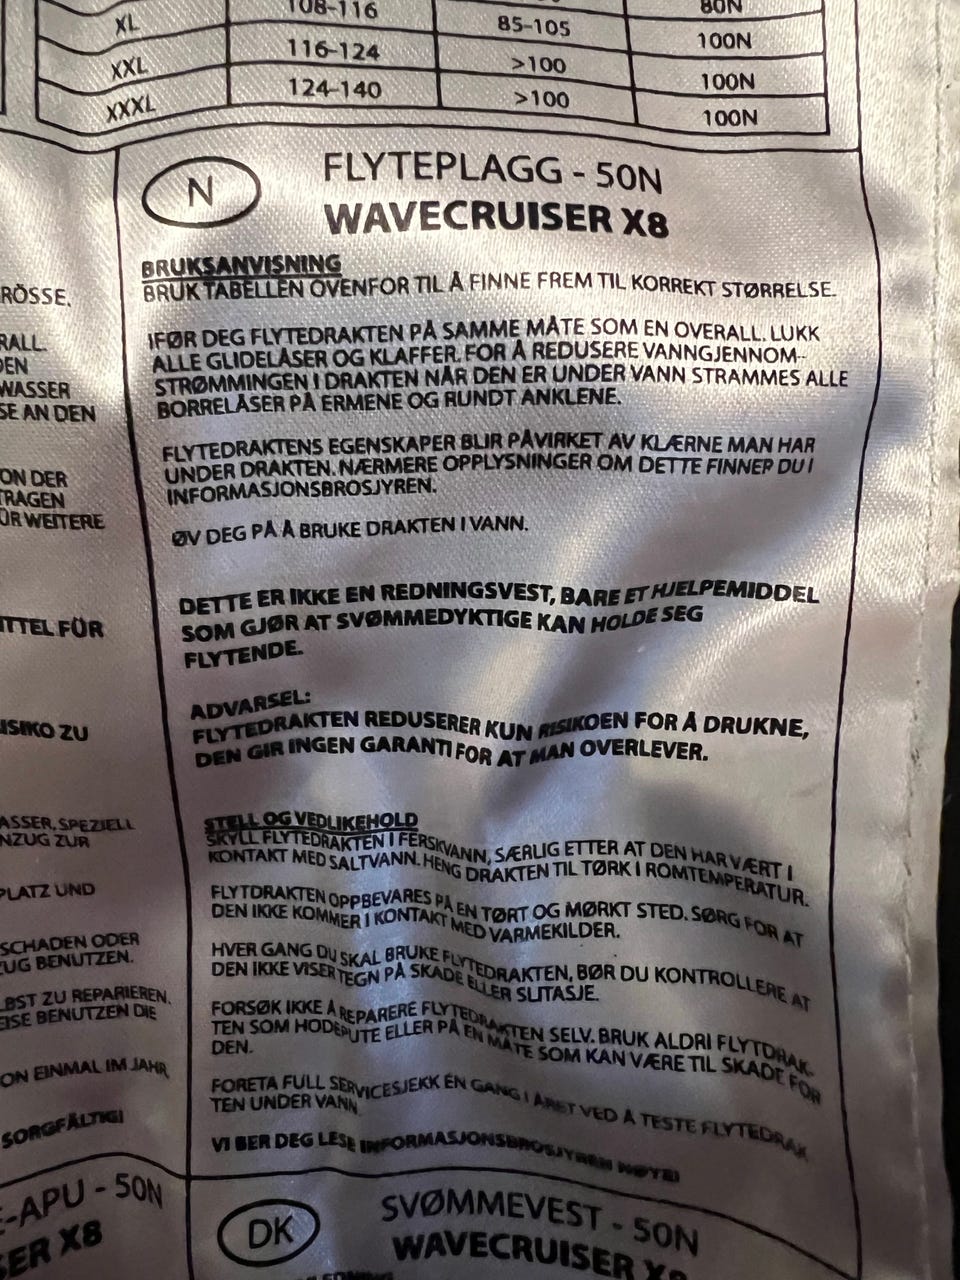 XL 108-116 85-105 100N
XXL 116-124 >100 100N
XXXL 124-140 >100 100N
80N
N
FLYTEPLAGG - 50N
WAVECRUISER X8
BRUKSANVISNING
BRUK TABELLEN OVENFOR TIL Å FINNE FREM TIL KORREKT STØRRELSE.
IFØR DEG FLYTEDRAKTEN PÅ SAMME MÅTE SOM EN OVERALL. LUKK
ALLE GLIDELÅSER OG KLAFFER. FOR Å REDUSERE VANNGJENNOM-
STRØMMINGEN I DRAKTEN NÅR DEN ER UNDER VANN STRAMMES ALLE
BORRELÅSER PÅ ERMENE OG RUNDT ANKLENE.
FLYTEDRAKTENS EGENSKAPER BLIR PÅVIRKET AV KLÆRNE MAN HAR
UNDER DRAKTEN. NÆRMERE OPPLYSNINGER OM DETTE FINNER DU I
INFORMASJONSBROSJYREN.
ØV DEG PÅ Å BRUKE DRAKTEN I VANN.
DETTE ER IKKE EN REDNINGSVEST, BARE ET HJELPEMIDDEL
SOM GJØR AT SVØMMEDYKTIGE KAN HOLDE SEG
FLYTENDE.
ADVARSEL:
FLYTEDRAKTEN REDUSERER KUN RISIKOEN FOR Å DRUKNE,
DEN GIR INGEN GARANTI FOR AT MAN OVERLEVER.
STELL OG VEDLIKEHOLD
SKYLL FLYTEDRAKTEN I FERSKVANN, SÆRLIG ETTER AT DEN HAR VÆRT I
KONTAKT MED SALTVANN. HENG DRAKTEN TIL TØRK I ROMTEMPERATUR.
FLYTDRAKTEN OPPBEVARES PÅ EN TØRT OG MØRKT STED. SØRG FOR AT
DEN IKKE KOMMER I KONTAKT MED VARMEKILDER.
HVER GANG DU SKAL BRUKE FLYTEDRAKTEN, BØR DU KONTROLLERE AT
DEN IKKE VISER TEGN PÅ SKADE ELLER SLITASJE.
FORSØK IKKE Å REPARERE FLYTEDRAKTEN SELV. BRUK ALDRI FLYTDRAK-
TEN SOM HODEPUTE ELLER PÅ EN MÅTE SOM KAN VÆRE TIL SKADE FOR
DEN.
FORETA FULL SERVICESJEKK ÉN GANG I ÅRET VED Å TESTE FLYTEDRAK-
TEN UNDER VANN
VI BER DEG LESE INFORMASJONSBROSJYREN NØYE!
RÖSSE.
RALL.
DEN
WASSER
SE AN DEN
ON DER
TRAGEN
ÜR WEITERE
ITTEL FÜR
ISIKO ZU
ASSER, SPEZIELL
NZUG ZUR
PLATZ UND
SCHADEN ODER
UG BENUTZEN.
LBST ZU REPARIEREN.
EISE BENUTZEN DIE
ON EINMAL IM JAHR
SORGFÄLTIG!
E-APU - 50N
SER X8
DK
SVØMMEVEST - 50N
WAVECRUISER X8